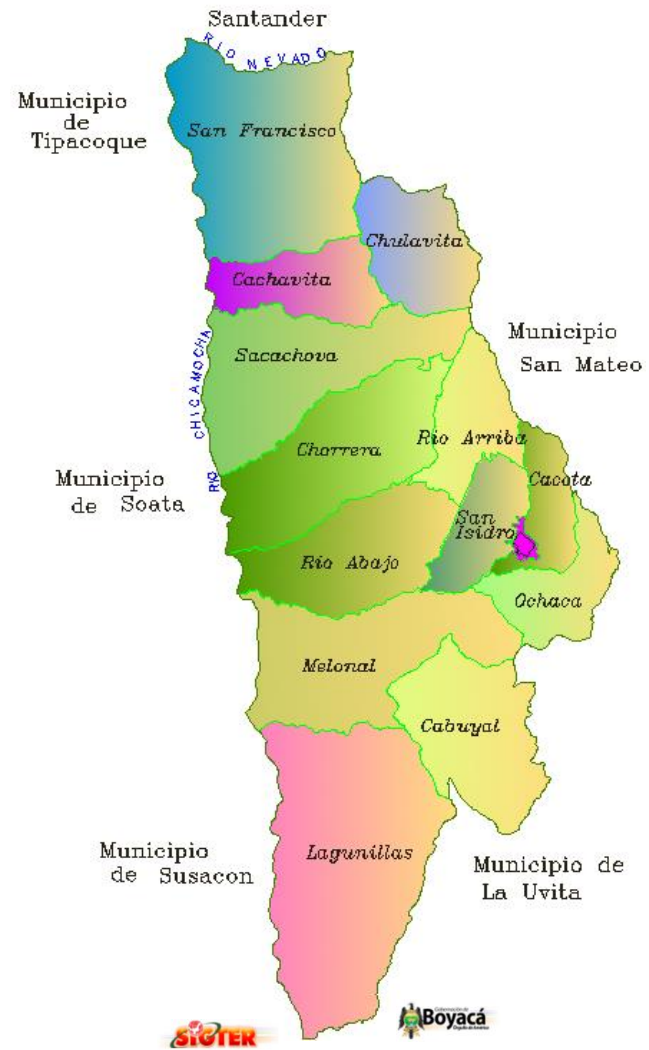 Santander
RIO NEVADO
Municipio
de
Tipacoque
San Francisco
Chulavita
Cachavita
Municipio
San Mateo
Sacachova
RIO CHICAMOCHA
Chorrera
Rio Arriba
Cacota
Municipio
de Soata
San
Isidro
Rio Abajo
Ochaca
Melonal
Cabuyal
Municipio
de Susacon
Lagunillas
Municipio de
La Uvita
SIGTER
Gobernación de
Boyacá